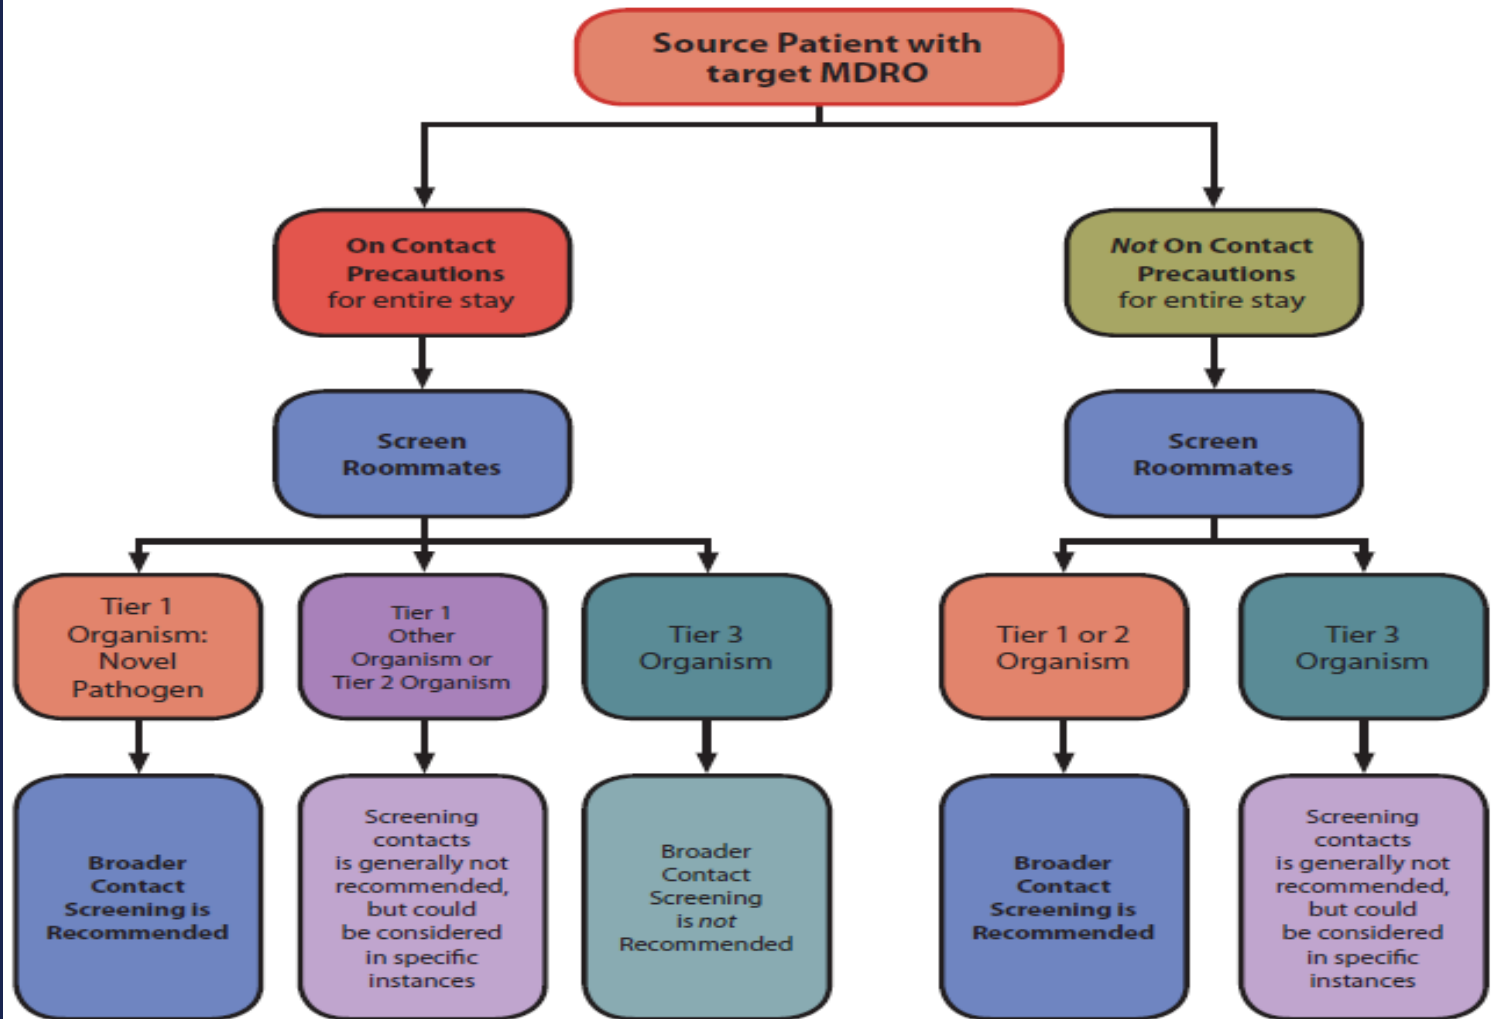 Source Patient with
target MDRO
On Contact
Precautions
for entire stay
Not On Contact
Precautions
for entire stay
Screen
Roommates
Screen
Roommates
Tier 1
Organism:
Novel
Pathogen
Tier 1
Other
Organism or
Tier 2 Organism
Tier 3
Organism
Tier 1 or 2
Organism
Tier 3
Organism
Broader
Contact
Screening is
Recommended
Screening
contacts
is generally not
recommended,
but could
be considered
in specific
instances
Broader
Contact
Screening
is not
Recommended
Broader
Contact
Screening is
Recommended
Screening
contacts
is generally not
recommended,
but could
be considered
in specific
instances